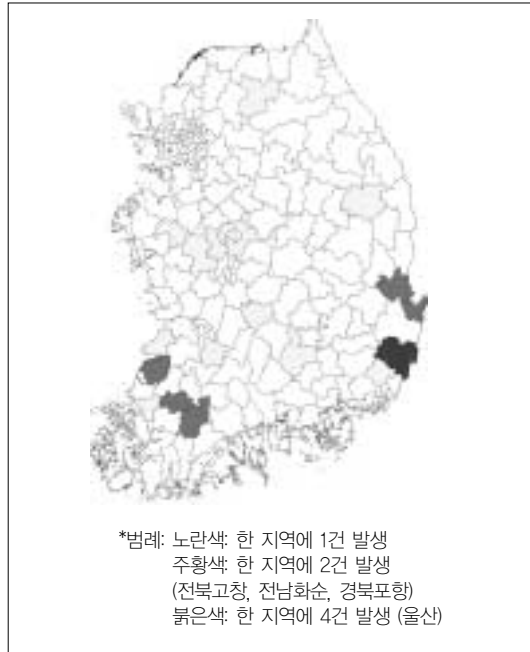 *범례: 노란색: 한 지역에 1건 발생
주황색: 한 지역에 2건 발생
(전북고창, 전남화순, 경북포항)
붉은색: 한 지역에 4건 발생 (울산)